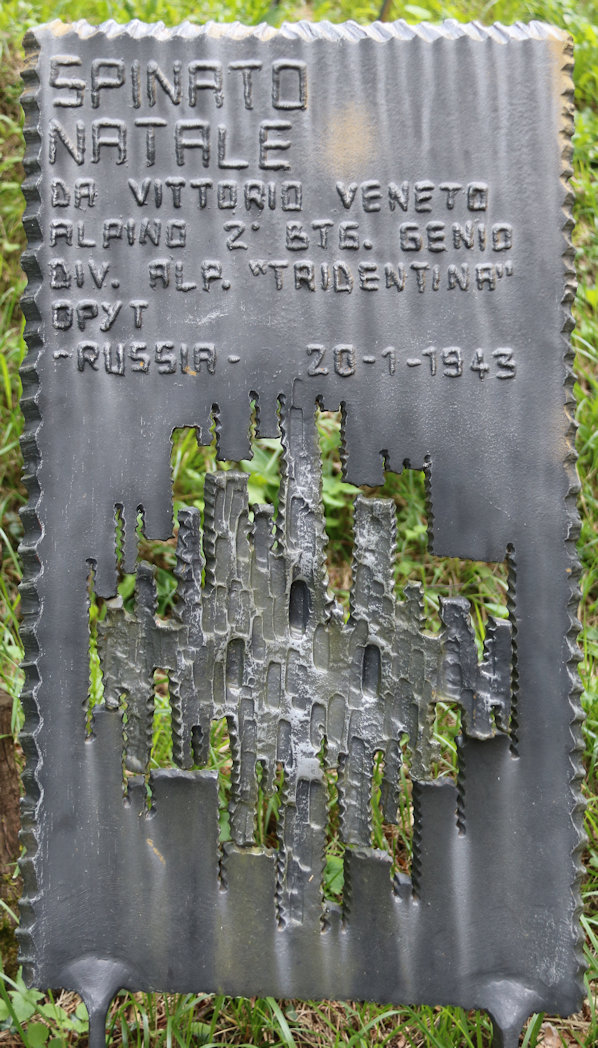 SPINATO
NATALE
DA VITTORIO VENETO
ALPINO 2° BTG. GENIO
DIV. ALP. "TRIDENTINA"
OPYT
-RUSSIA- 20-1-1943